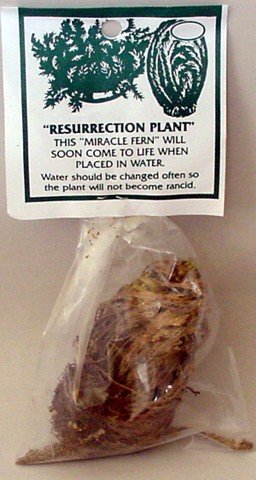 "RESURRECTION PLANT"
THIS "MIRACLE FERN" WILL
SOON COME TO LIFE WHEN
PLACED IN WATER.
Water should be changed often so
the plant will not become rancid.